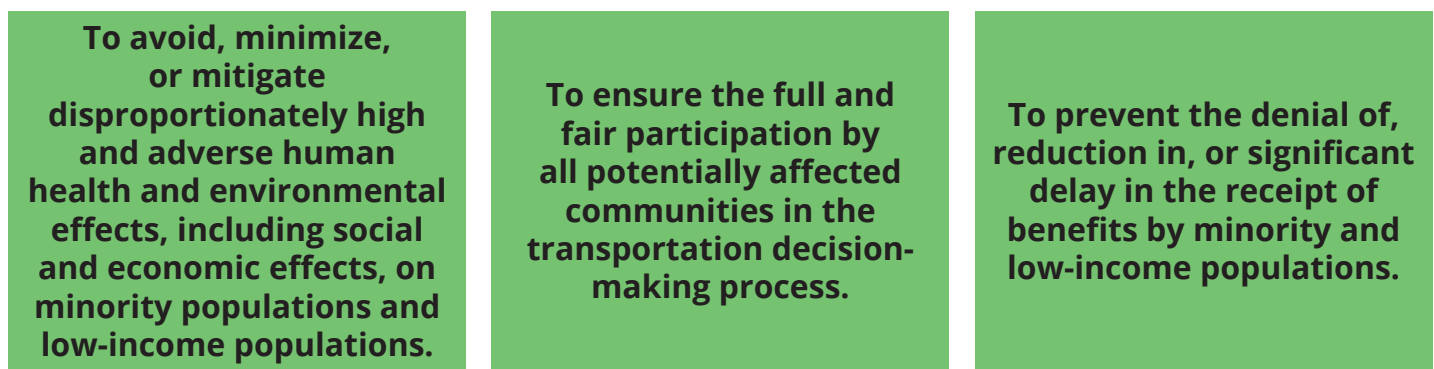 To avoid, minimize,
or mitigate
disproportionately high
and adverse human
health and environmental
effects, including social
and economic effects, on
minority populations and
low-income populations.
To ensure the full and
fair participation by
all potentially affected
communities in the
transportation decision-
making process.
To prevent the denial of,
reduction in, or significant
delay in the receipt of
benefits by minority and
low-income populations.